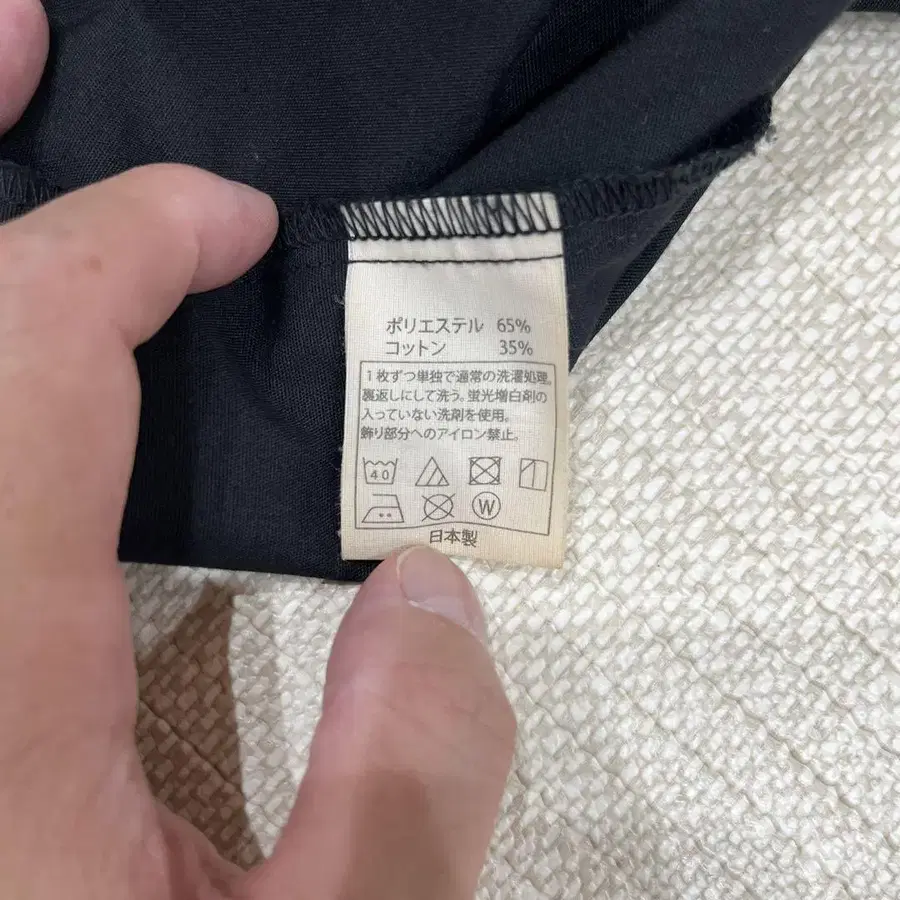 ポリエステル 65%
コットン 35%
1枚ずつ単独で通常の洗濯処理。
裏返しにして洗う。蛍光増白剤の
入っていない洗剤を使用。
飾り部分へのアイロン禁止。
40
W
日本製